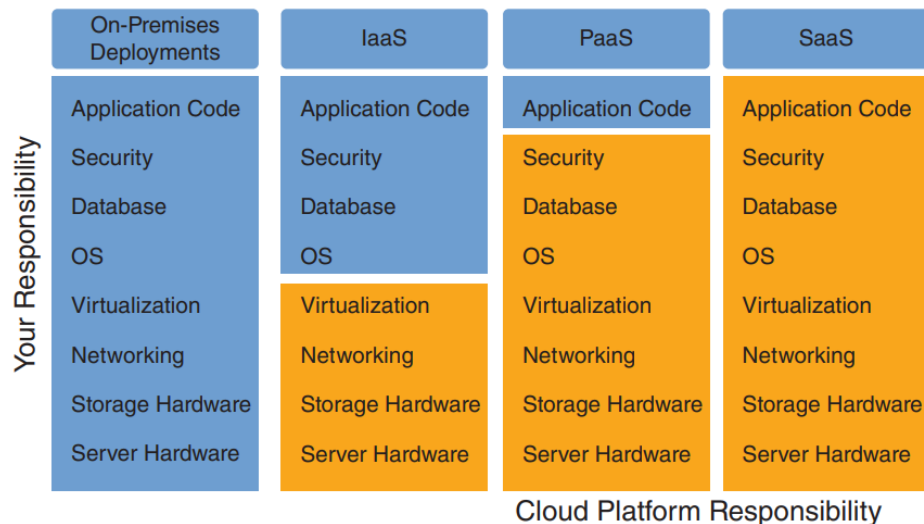 On-Premises
Deployments
IaaS
PaaS
SaaS
Your Responsibility
Application Code
Security
Database
OS
Virtualization
Networking
Storage Hardware
Server Hardware
Application Code
Security
Database
OS
Virtualization
Networking
Storage Hardware
Server Hardware
Application Code
Security
Database
OS
Virtualization
Networking
Storage Hardware
Server Hardware
Application Code
Security
Database
OS
Virtualization
Networking
Storage Hardware
Server Hardware
Cloud Platform Responsibility